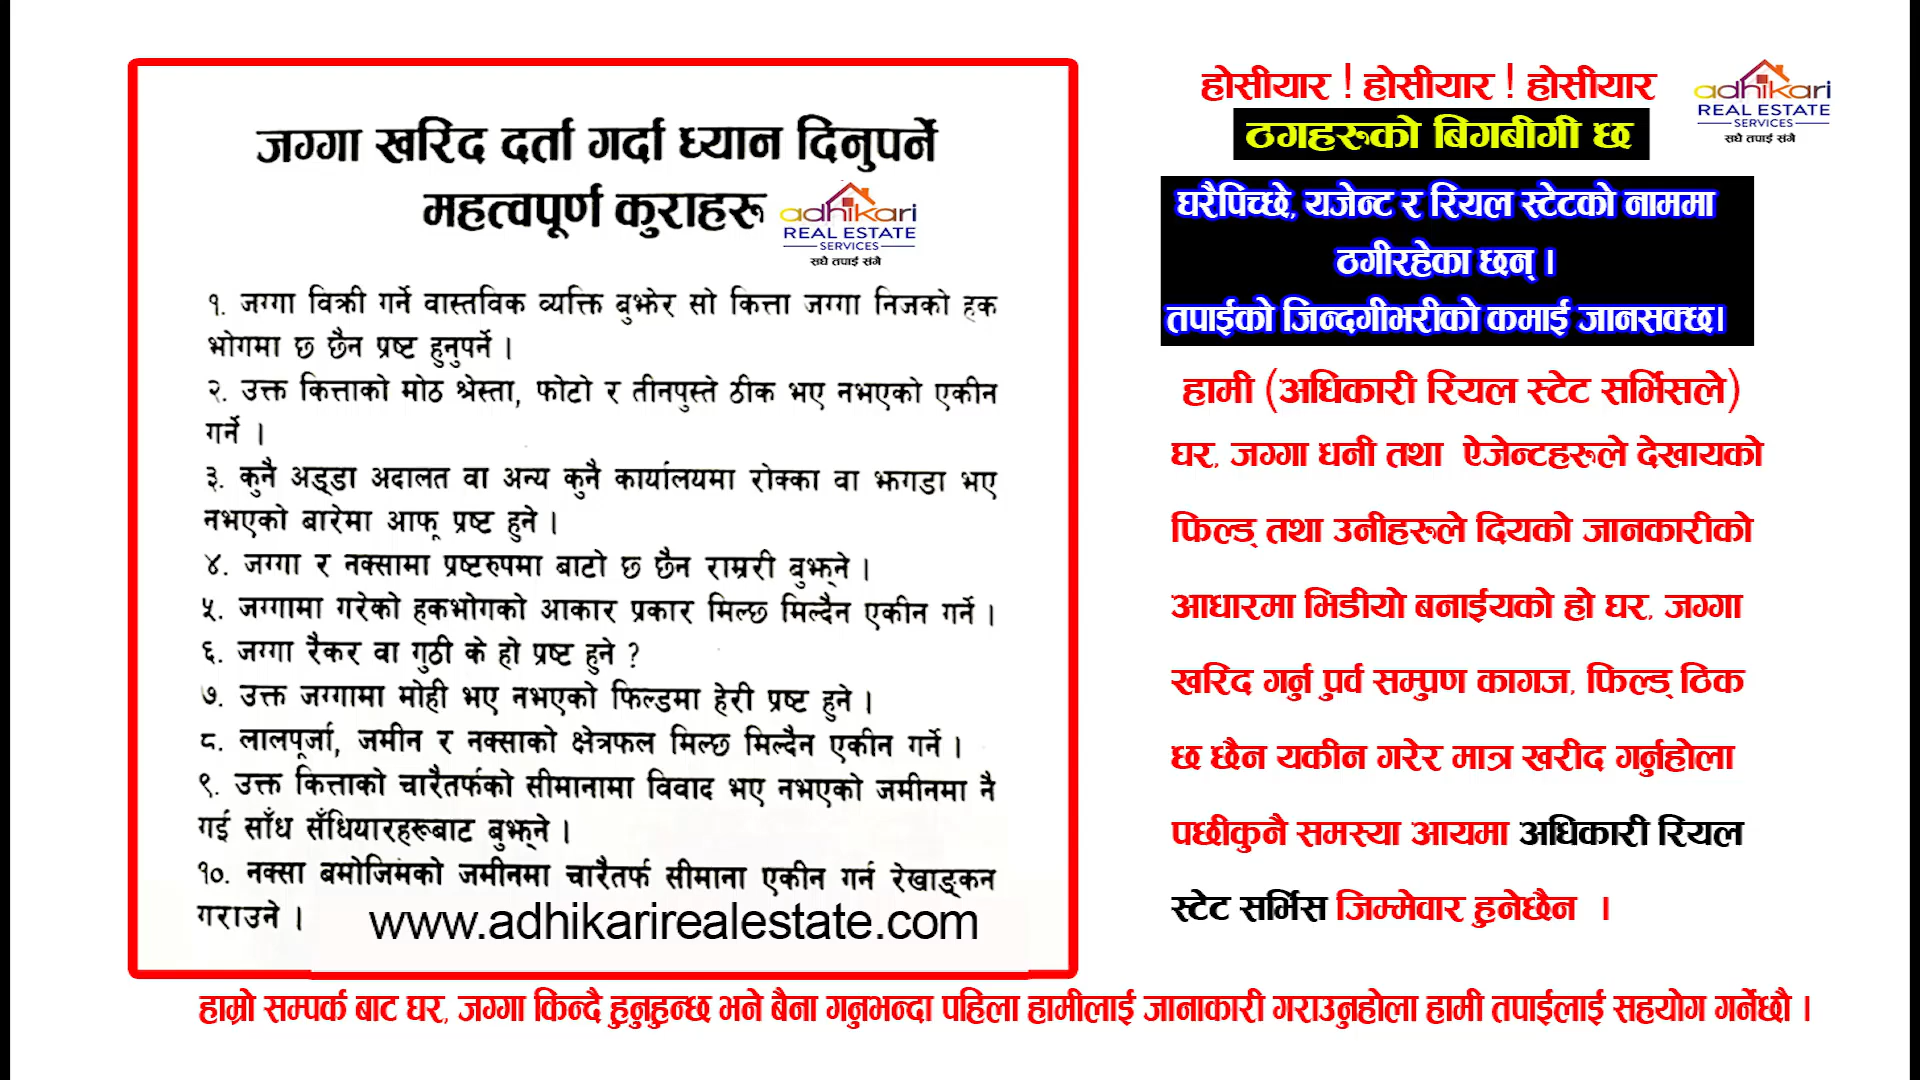 जग्गा खरिद दर्ता गर्दा ध्यान दिनुपर्ने
महत्वपूर्ण कुराहरू
adhikari
REAL ESTATE
SERVICES
सधै तपाई संगै
१. जग्गा विक्री गर्ने वास्तविक व्यक्ति बुझेर सो कित्ता जग्गा निजको हक
भोगमा छ छैन प्रष्ट हुनुपर्ने ।
२. उक्त कित्ताको मोठ श्रेस्ता, फोटो र तीनपुस्ते ठीक भए नभएको एकीन
गर्ने ।
३. कुनै अड्डा अदालत वा अन्य कुनै कार्यालयमा रोक्का वा झगडा भए
नभएको बारेमा आफू प्रष्ट हुने ।
४. जग्गा र नक्सामा प्रष्टरुपमा बाटो छ छैन राम्ररी बुझ्ने ।
५. जग्गामा गरेको हकभोगको आकार प्रकार मिल्छ मिल्दैन एकीन गर्ने ।
६. जग्गा रैकर वा गुठी के हो प्रष्ट हुने ?
७. उक्त जग्गामा मोही भए नभएको फिल्डमा हेरी प्रष्ट हुने ।
८. लालपूर्जा, जमीन र नक्साको क्षेत्रफल मिल्छ मिल्दैन एकीन गर्ने ।
९. उक्त कित्ताको चारैतर्फको सीमानामा विवाद भए नभएको जमीनमा नै
गई साँध सँधियारहरूबाट बुझ्ने ।
१०. नक्सा बमोजिमको जमीनमा चारैतर्फ सीमाना एकीन गर्न रेखाङ्कन
गराउने ।
www.adhikarirealestate.com
होसीयार ! होसीयार ! होसीयार
ठगहरुको बिगबीगी छ
adhikari
REAL ESTATE
SERVICES
सधै तपाई संगै
घरैपिच्छे, यजेन्ट र रियल स्टेटको नाममा
ठगीरहेका छन् ।
तपाईको जिन्दगीभरीको कमाई जानसक्छ।
हामी (अधिकारी रियल स्टेट सर्भिसले)
घर, जग्गा धनी तथा ऐजेन्टहरुले देखायको
फिल्ड् तथा उनीहरुले दियको जानकारीको
आधारमा भिडीयो बनाईयको हो घर, जग्गा
खरिद गर्नु पुर्व सम्पुण कागज, फिल्ड् ठिक
छ छैन यकीन गरेर मात्र खरीद गर्नुहोला
पछीकुनै समस्या आयमा अधिकारी रियल
स्टेट सर्भिस जिम्मेवार हुनेछैन ।
हाम्रो सम्पर्क बाट घर, जग्गा किन्दै हुनुहुन्छ भने बैना गनुभन्दा पहिला हामीलाई जानाकारी गराउनुहोला हामी तपाईलाई सहयोग गर्नेछौ ।